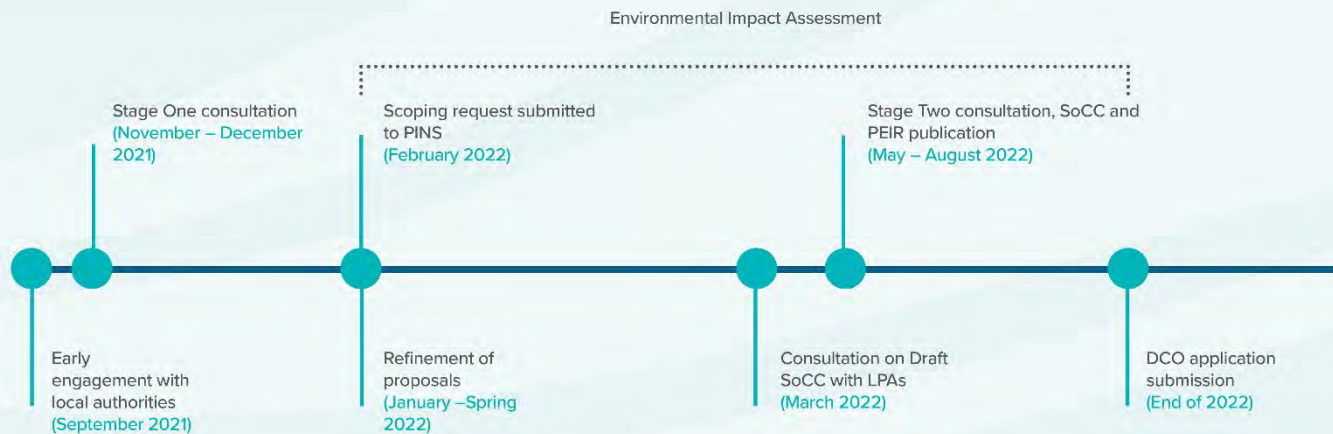 Environmental Impact Assessment
Stage One consultation
(November – December
2021)
Scoping request submitted
to PINS
(February 2022)
Stage Two consultation, SoCC and
PEIR publication
(May – August 2022)
Early
engagement with
local authorities
(September 2021)
Refinement of
proposals
(January –Spring
2022)
Consultation on Draft
SoCC with LPAs
(March 2022)
DCO application
submission
(End of 2022)